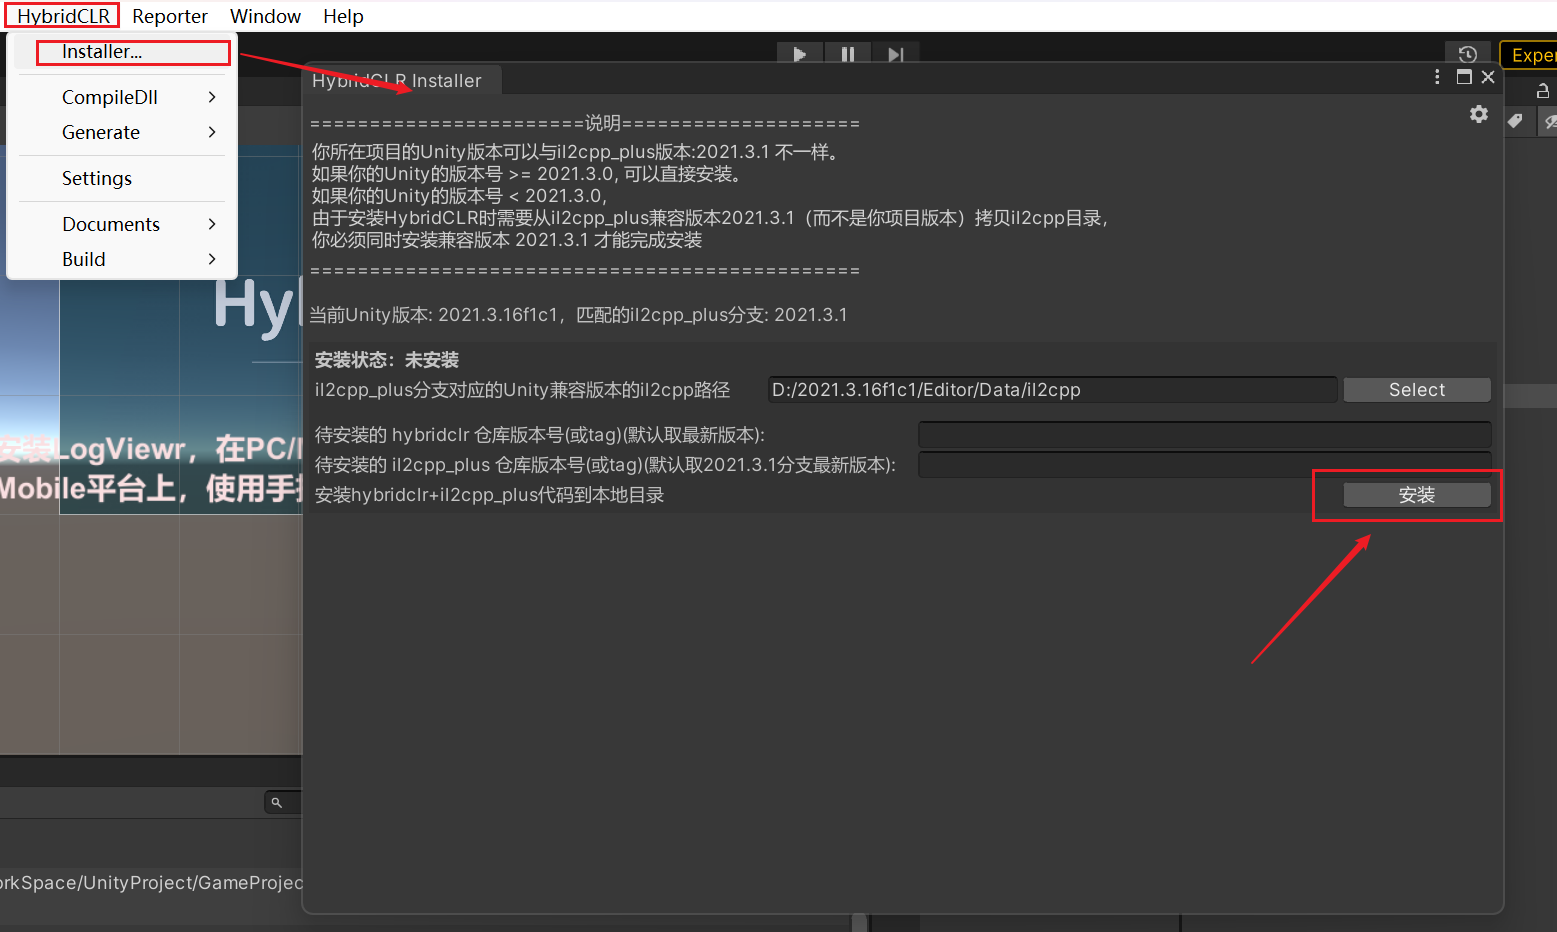 HybridCLR Reporter Window Help
Installer...
CompileDll
Generate
Settings
Documents
Build
Exper
HybridCLR Installer
=======================说明====================
你所在项目的Unity版本可以与il2cpp_plus版本:2021.3.1 不一样。
如果你的Unity的版本号 >= 2021.3.0, 可以直接安装。
如果你的Unity的版本号 < 2021.3.0,
由于安装HybridCLR时需要从il2cpp_plus兼容版本2021.3.1（而不是你项目版本）拷贝il2cpp目录,
你必须同时安装兼容版本 2021.3.1 才能完成安装
==============================================
当前Unity版本: 2021.3.16f1c1，匹配的il2cpp_plus分支: 2021.3.1
安装状态：未安装
il2cpp_plus分支对应的Unity兼容版本的il2cpp路径 D:/2021.3.16f1c1/Editor/Data/il2cpp Select
待安装的 hybridclr 仓库版本号(或tag)(默认取最新版本):
待安装的 il2cpp_plus 仓库版本号(或tag)(默认取2021.3.1分支最新版本):
安装hybridclr+il2cpp_plus代码到本地目录 安装
Hyb
安装LogViewr，在PC/
Mobile平台上，使用手
orkSpace/UnityProject/GameProjec